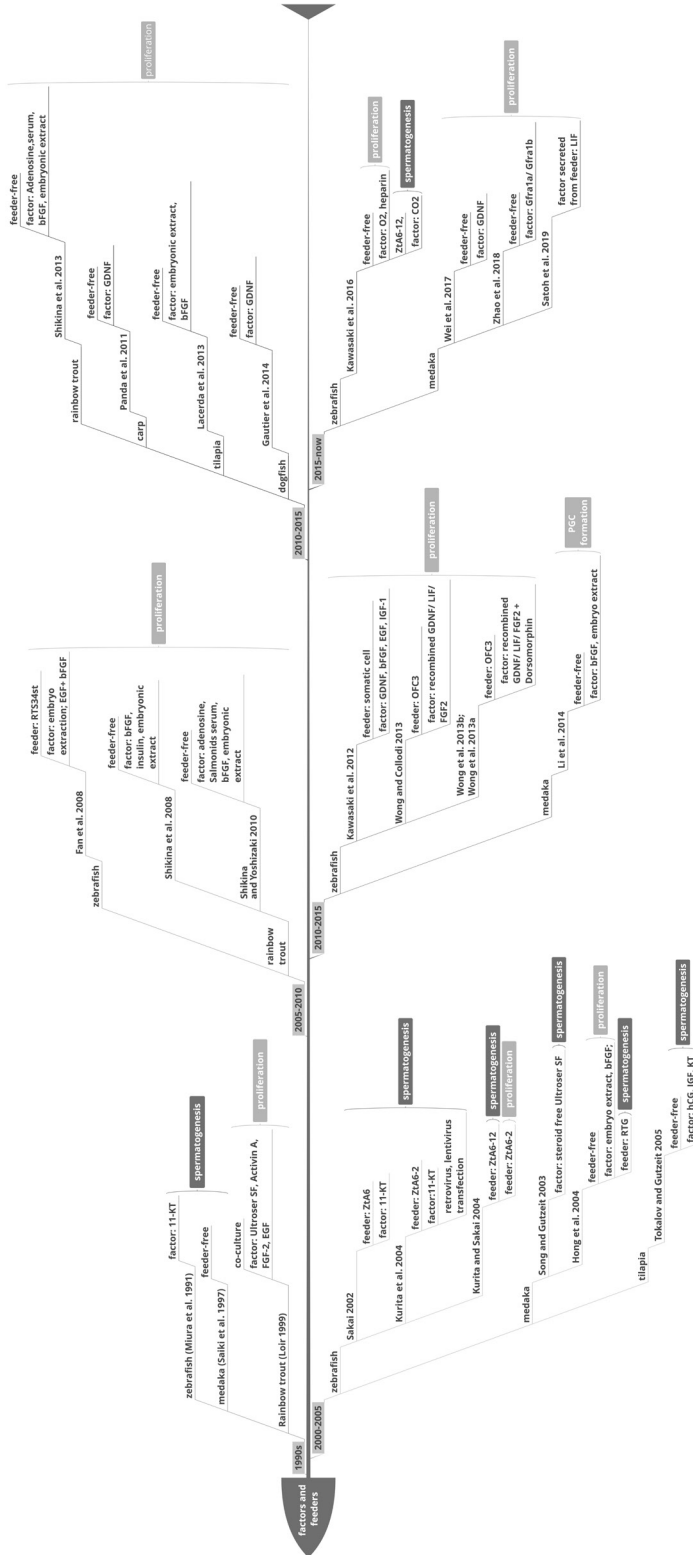 factors and
feeders
1990s
zebrafish (Miura et al. 1991)
factor: 11-KT
medaka (Saiki et al. 1997)
feeder-free
spermatogenesis
Rainbow trout (Loir 1999)
co-culture
factor: Ultroser SF, Activin A,
FGF-2, EGF
proliferation
2000-2005
zebrafish
Sakai 2002
feeder: ZtA6
factor: 11-KT
Kurita et al. 2004
feeder: ZtA6-2
factor:11-KT
retrovirus, lentivirus
transfection
spermatogenesis
Kurita and Sakai 2004
feeder: ZtA6-12
spermatogenesis
feeder: ZtA6-2
proliferation
medaka
Song and Gutzeit 2003
factor: steroid free Ultroser SF
spermatogenesis
Hong et al. 2004
feeder-free
factor: embryo extract, bFGF;
proliferation
feeder: RTG
spermatogenesis
tilapia
Tokalov and Gutzeit 2005
feeder-free
factor: hCG, IGF, KT
spermatogenesis
2005-2010
zebrafish
Fan et al. 2008
feeder: RTS34st
factor: embryo
extraction; EGF+ bFGF
rainbow
trout
Shikina et al. 2008
feeder-free
factor: bFGF,
insulin, embryonic
extract
Shikina
and Yoshizaki 2010
feeder-free
factor: adenosine,
Salmonids serum,
bFGF, embryonic
extract
proliferation
2010-2015
zebrafish
Kawasaki et al. 2012
feeder: somatic cell
factor: GDNF, bFGF, EGF, IGF-1
Wong and Collodi 2013
feeder: OFC3
factor: recombined GDNF/ LIF/
FGF2
Wong et al. 2013b;
Wong et al. 2013a
feeder: OFC3
factor: recombined
GDNF/ LIF/ FGF2 +
Dorsomorphin
proliferation
medaka
Li et al. 2014
feeder-free
factor: bFGF, embryo extract
PGC
formation
2010-2015
rainbow trout
Shikina et al. 2013
feeder-free
factor: Adenosine,serum,
bFGF, embryonic extract
carp
Panda et al. 2011
feeder-free
factor: GDNF
tilapia
Lacerda et al. 2013
feeder-free
factor: embryonic extract,
bFGF
dogfish
Gautier et al. 2014
feeder-free
factor: GDNF
proliferation
2015-now
zebrafish
Kawasaki et al. 2016
feeder-free
factor: O2, heparin
proliferation
ZtA6-12,
factor: CO2
spermatogenesis
medaka
Wei et al. 2017
feeder-free
factor: GDNF
Zhao et al. 2018
feeder-free
factor: Gfra1a/ Gfra1b
Satoh et al. 2019
factor secreted
from feeder: LIF
proliferation